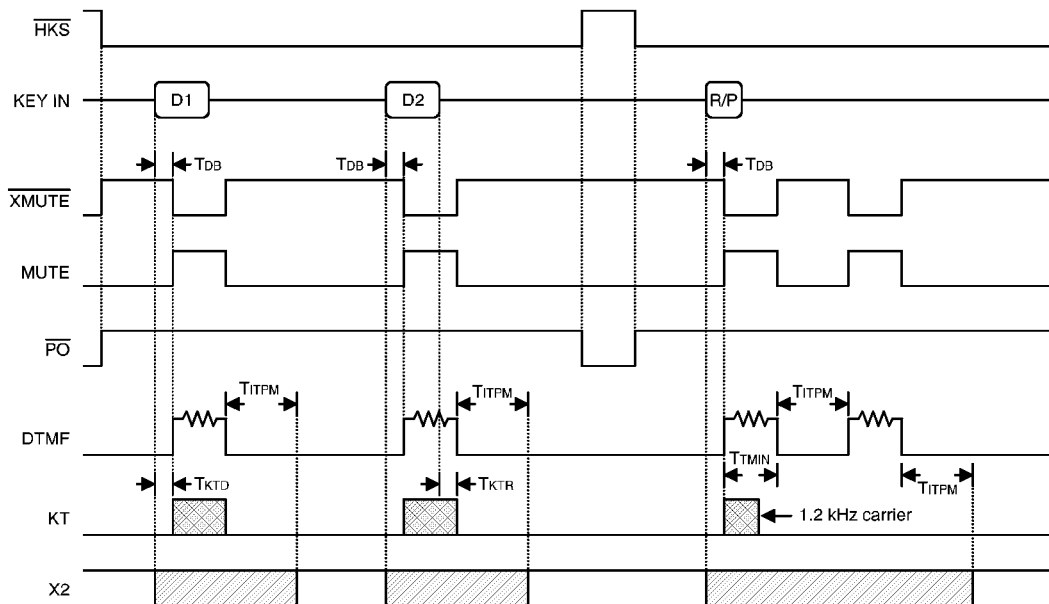 HKS
KEY IN D1 D2 R/P
TDB TDB TDB
XMUTE
MUTE
PO
TITPM TITPM TITPM
DTMF
TTMIN
TKTD TKTR TITPM
KT 1.2 kHz carrier
X2